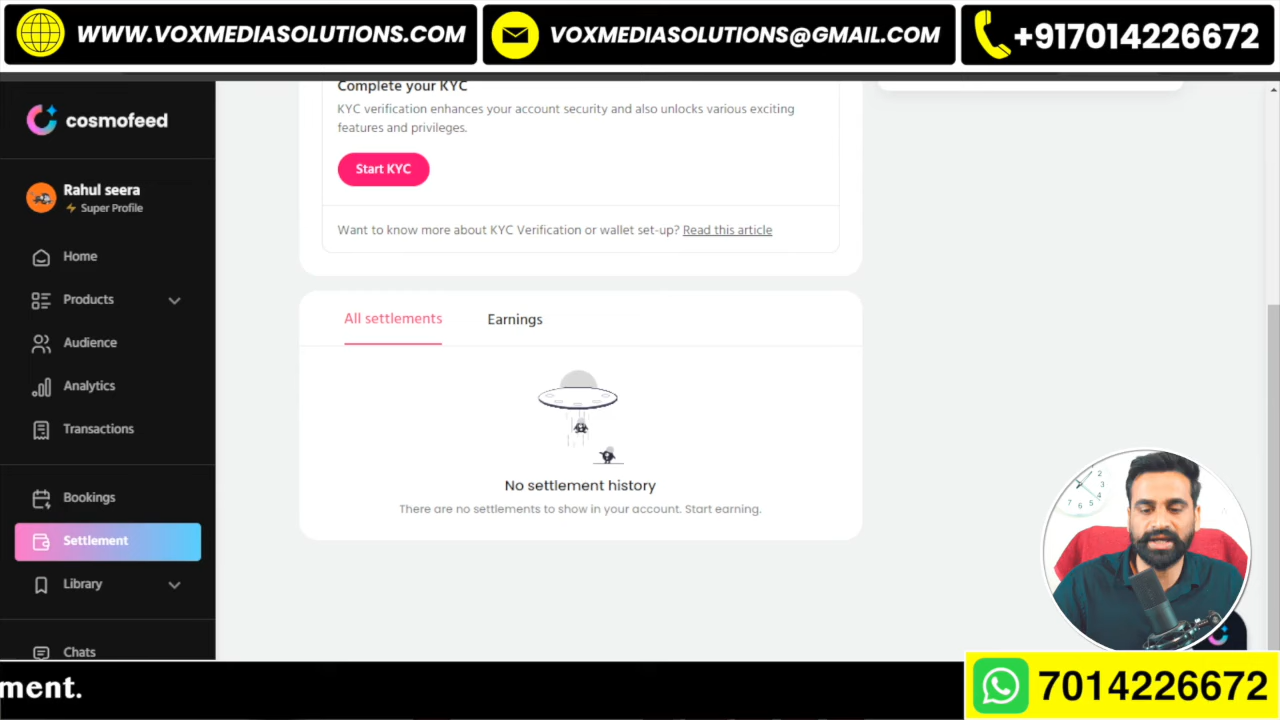 WWW.VOXMEDIASOLUTIONS.COM
VOXMEDIASOLUTIONS@GMAIL.COM
+917014226672
cosmofeed
Rahul seera
⚡ Super Profile
Home
Products
Audience
Analytics
Transactions
Bookings
Settlement
Library
Chats
Complete your KYC
KYC verification enhances your account security and also unlocks various exciting
features and privileges.
Start KYC
Want to know more about KYC Verification or wallet set-up? Read this article
All settlements
Earnings
No settlement history
There are no settlements to show in your account. Start earning.
ment.
7014226672